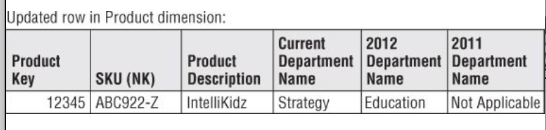 Updated row in Product dimension:
Product Key SKU (NK) Product Description Current Department Name 2012 Department Name 2011 Department Name
12345 ABC922-Z IntelliKidz Strategy Education Not Applicable